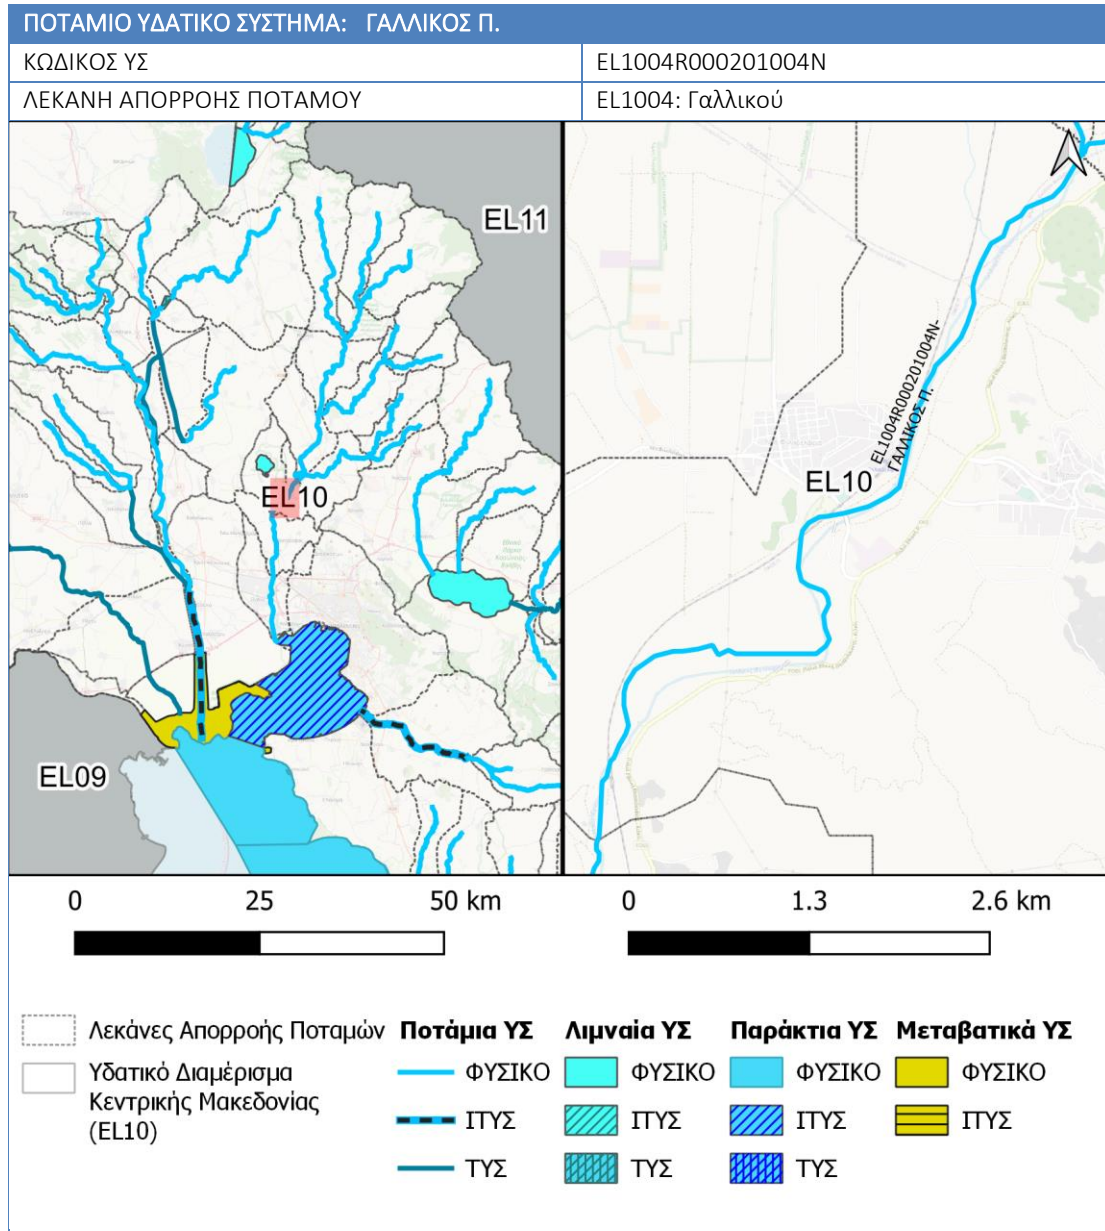 ΠΟΤΑΜΙΟ ΥΔΑΤΙΚΟ ΣΥΣΤΗΜΑ: ΓΑΛΛΙΚΟΣ Π.
ΚΩΔΙΚΟΣ ΥΣ EL1004R000201004N
ΛΕΚΑΝΗ ΑΠΟΡΡΟΗΣ ΠΟΤΑΜΟΥ EL1004: Γαλλικού
EL11
EL10
EL09
EL1004R000201004N-
ΓΑΛΛΙΚΟΣ Π.
EL10
0 25 50 km
0 1.3 2.6 km
Λεκάνες Απορροής Ποταμών
Υδατικό Διαμέρισμα
Κεντρικής Μακεδονίας
(EL10)
Ποτάμια ΥΣ
ΦΥΣΙΚΟ
ΙΤΥΣ
ΤΥΣ
Λιμναία ΥΣ
ΦΥΣΙΚΟ
ΙΤΥΣ
ΤΥΣ
Παράκτια ΥΣ
ΦΥΣΙΚΟ
ΙΤΥΣ
ΤΥΣ
Μεταβατικά ΥΣ
ΦΥΣΙΚΟ
ΙΤΥΣ